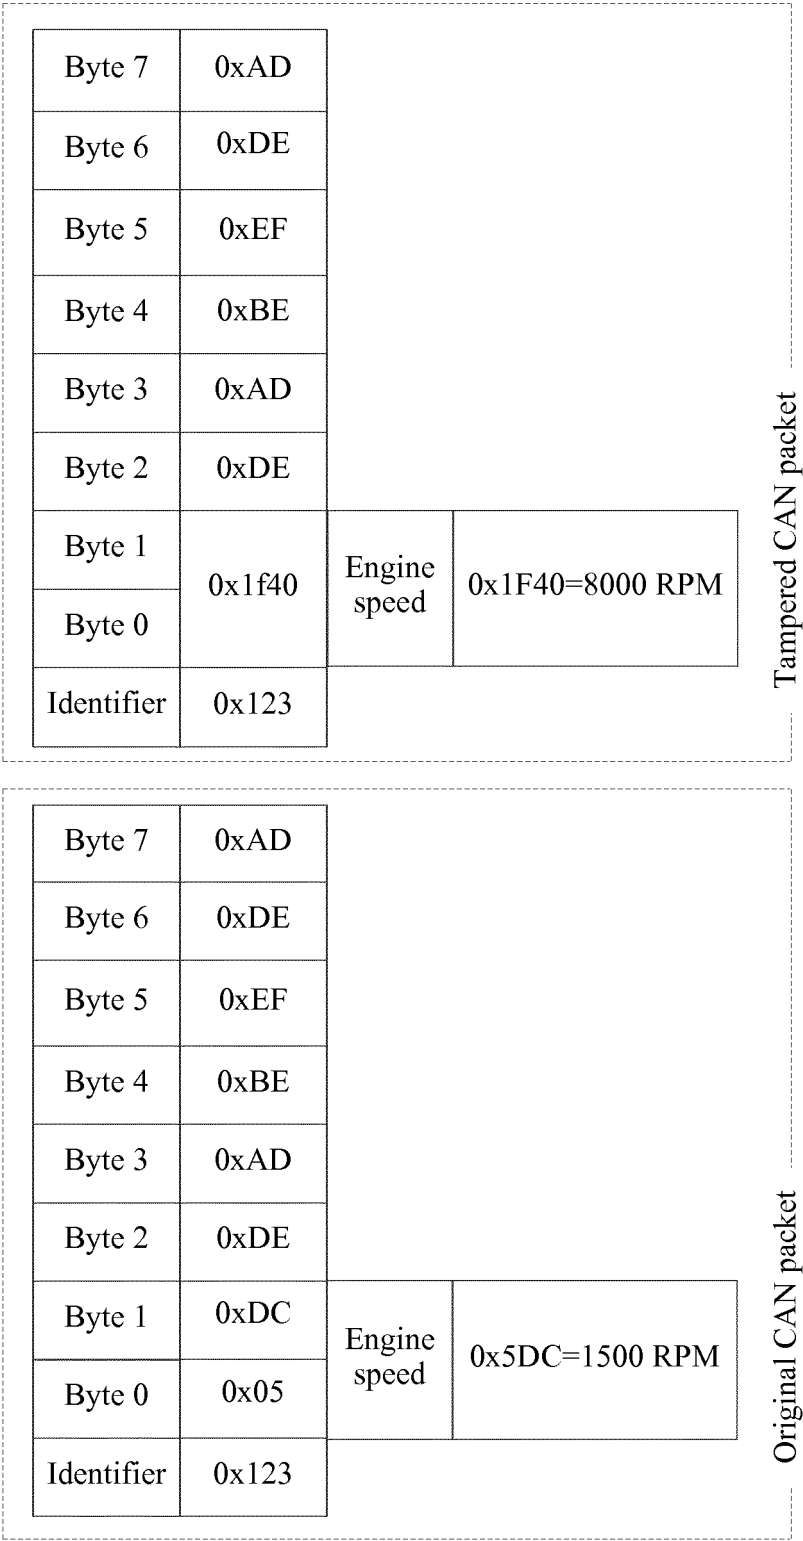 Byte 7 0xAD
Byte 6 0xDE
Byte 5 0xEF
Byte 4 0xBE
Byte 3 0xAD
Byte 2 0xDE
Byte 1
0x1f40
Byte 0
Engine
speed
0x1F40=8000 RPM
Identifier 0x123
Tampered CAN packet
Byte 7 0xAD
Byte 6 0xDE
Byte 5 0xEF
Byte 4 0xBE
Byte 3 0xAD
Byte 2 0xDE
Byte 1 0xDC
Byte 0 0x05
Engine
speed
0x5DC=1500 RPM
Identifier 0x123
Original CAN packet